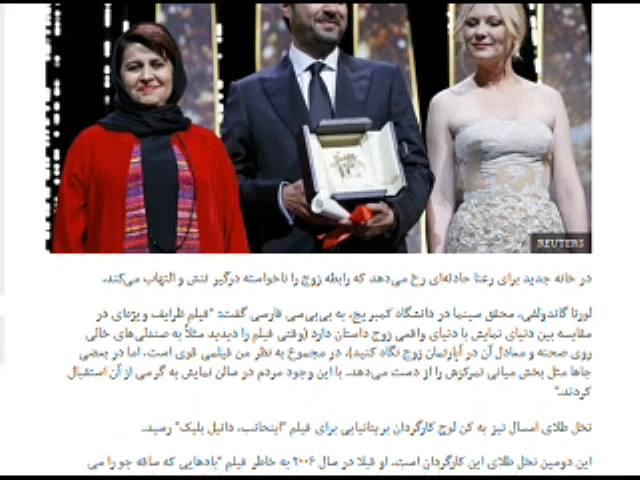 REUTERS
در خانه جدید برای رعنا حادثه‌ای رخ می‌دهد که رابطه زوج را ناخواسته درگیر تنش و التهاب می‌کند.
لورنا گاندولفی، محقق سینما در دانشگاه کمبریج، به بی‌بی‌سی فارسی گفت: "فیلم ظرایف ویژه‌ای در
مقایسه بین دنیای نمایش با دنیای واقعی زوج داستان دارد (وقتی فیلم را دیدید مثلاً به صندلی‌های خالی
روی صحنه و معادل آن در آپارتمان زوج نگاه کنید)، در مجموع به نظر من فیلمی قوی است، اما در بعضی
جاها مثل بخش میانی تمرکزش را از دست می‌دهد. با این وجود مردم در سالن نمایش به گرمی از آن استقبال
کردند."
نخل طلای امسال نیز به کن لوچ کارگردان بریتانیایی برای فیلم "اینجانب، دانیل بلیک" رسید.
این دومین نخل طلای این کارگردان است. او قبلا در سال ۲۰۰۶ به خاطر فیلم "بادهایی که ساقه جو را می